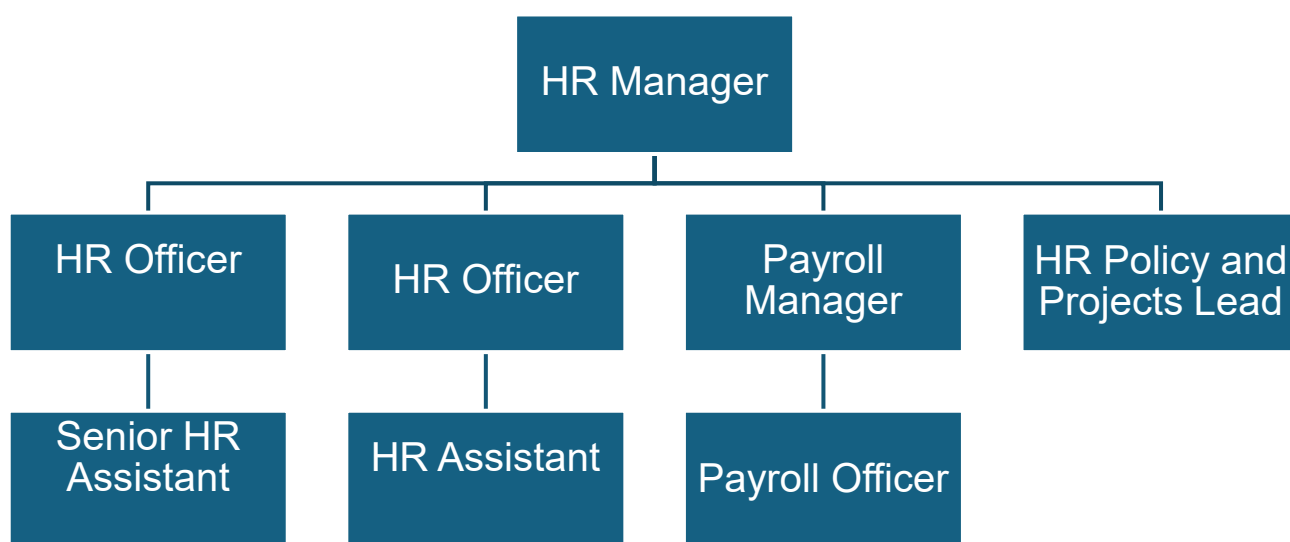 HR Manager
HR Officer
HR Officer
Payroll
Manager
HR Policy and
Projects Lead
Senior HR
Assistant
HR Assistant
Payroll Officer